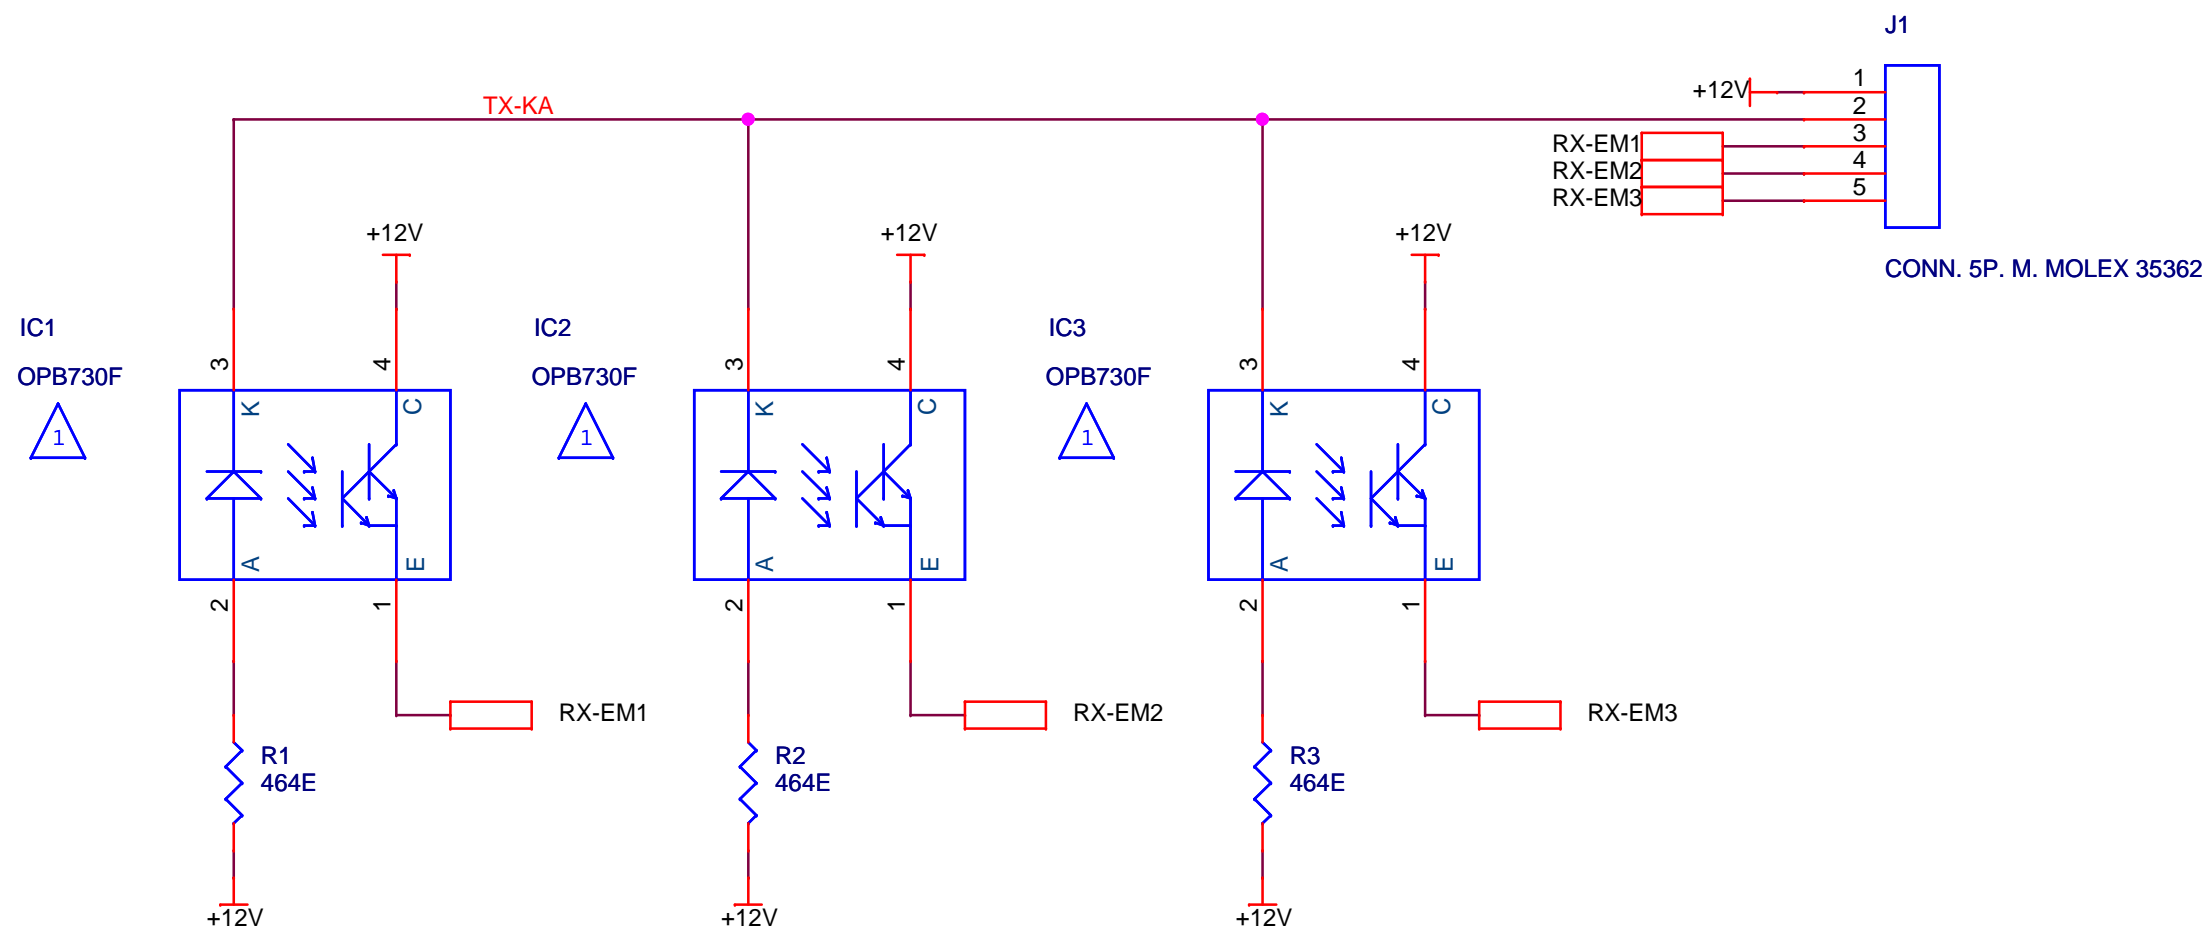 J1
+12V
1
TX-KA
2
RX-EM1
3
RX-EM2
4
RX-EM3
5
CONN. 5P. M. MOLEX 35362
+12V
+12V
+12V
IC1
OPB730F
1
IC2
OPB730F
1
IC3
OPB730F
1
3
4
K
C
A
E
2
1
3
4
K
C
A
E
2
1
3
4
K
C
A
E
2
1
RX-EM1
RX-EM2
RX-EM3
R1
464E
R2
464E
R3
464E
+12V
+12V
+12V